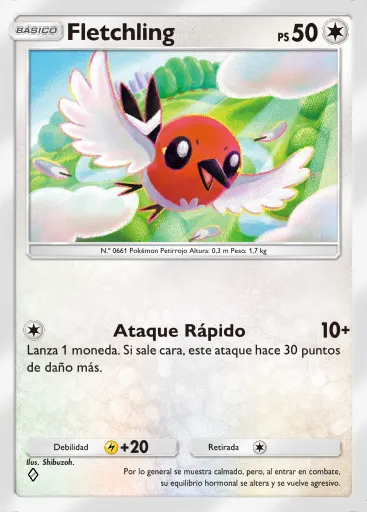 BÁSICO Fletchling PS 50
N.º 0661 Pokémon Petirrojo Altura: 0,3 m Peso: 1,7 kg
Ataque Rápido 10+
Lanza 1 moneda. Si sale cara, este ataque hace 30 puntos
de daño más.
Debilidad +20 Retirada
Ilus. Shibuzoh.
Por lo general se muestra calmado, pero, al entrar en combate,
su equilibrio hormonal se altera y se vuelve agresivo.